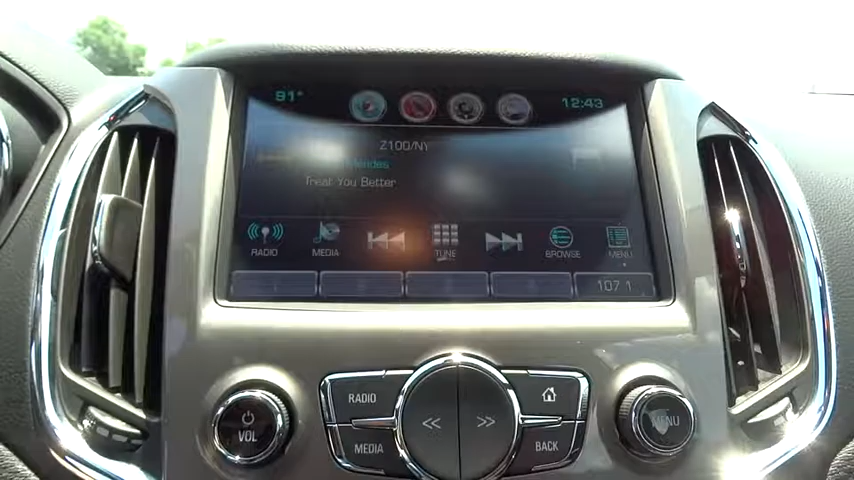 91°
12:43
Z100/NY
Mendes
Treat You Better
RADIO
MEDIA
TUNE
BROWSE
MENU
107 1
RADIO
VOL
MENU
MEDIA
BACK